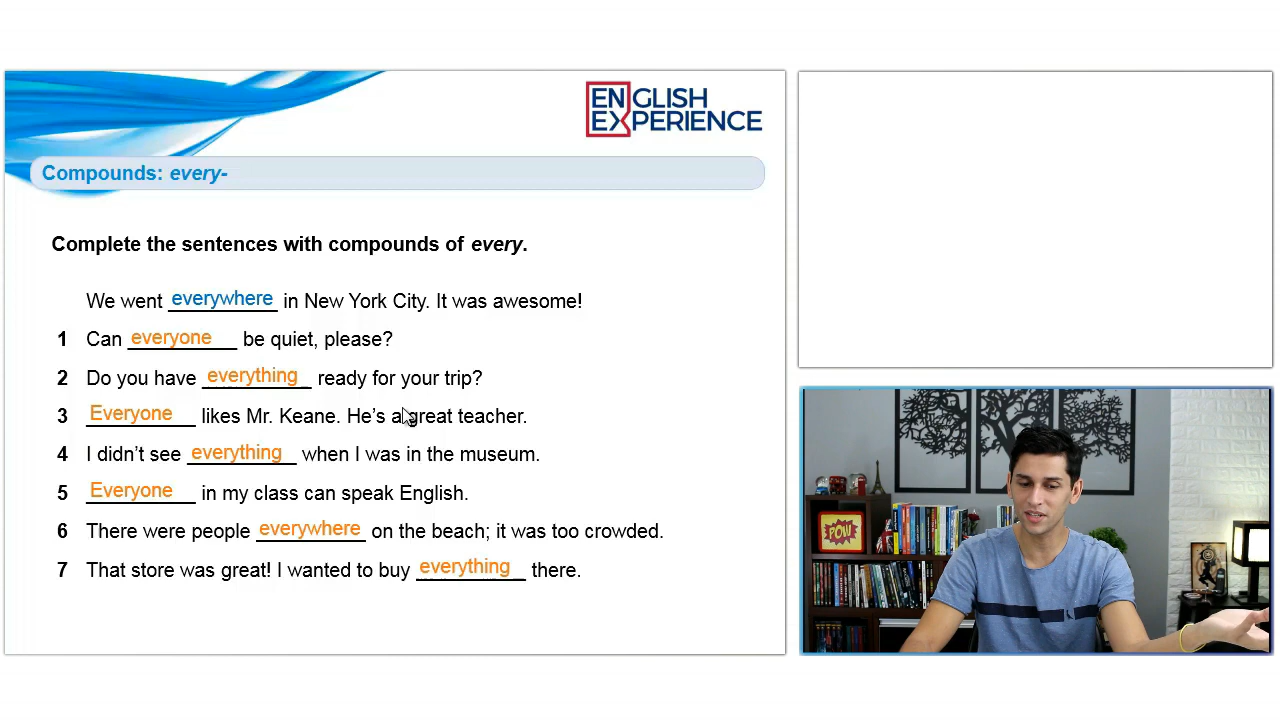 ENGLISH
EXPERIENCE
Compounds: every-
Complete the sentences with compounds of every.
We went everywhere in New York City. It was awesome!
1 Can everyone be quiet, please?
2 Do you have everything ready for your trip?
3 Everyone likes Mr. Keane. He’s a great teacher.
4 I didn’t see everything when I was in the museum.
5 Everyone in my class can speak English.
6 There were people everywhere on the beach; it was too crowded.
7 That store was great! I wanted to buy everything there.
POW